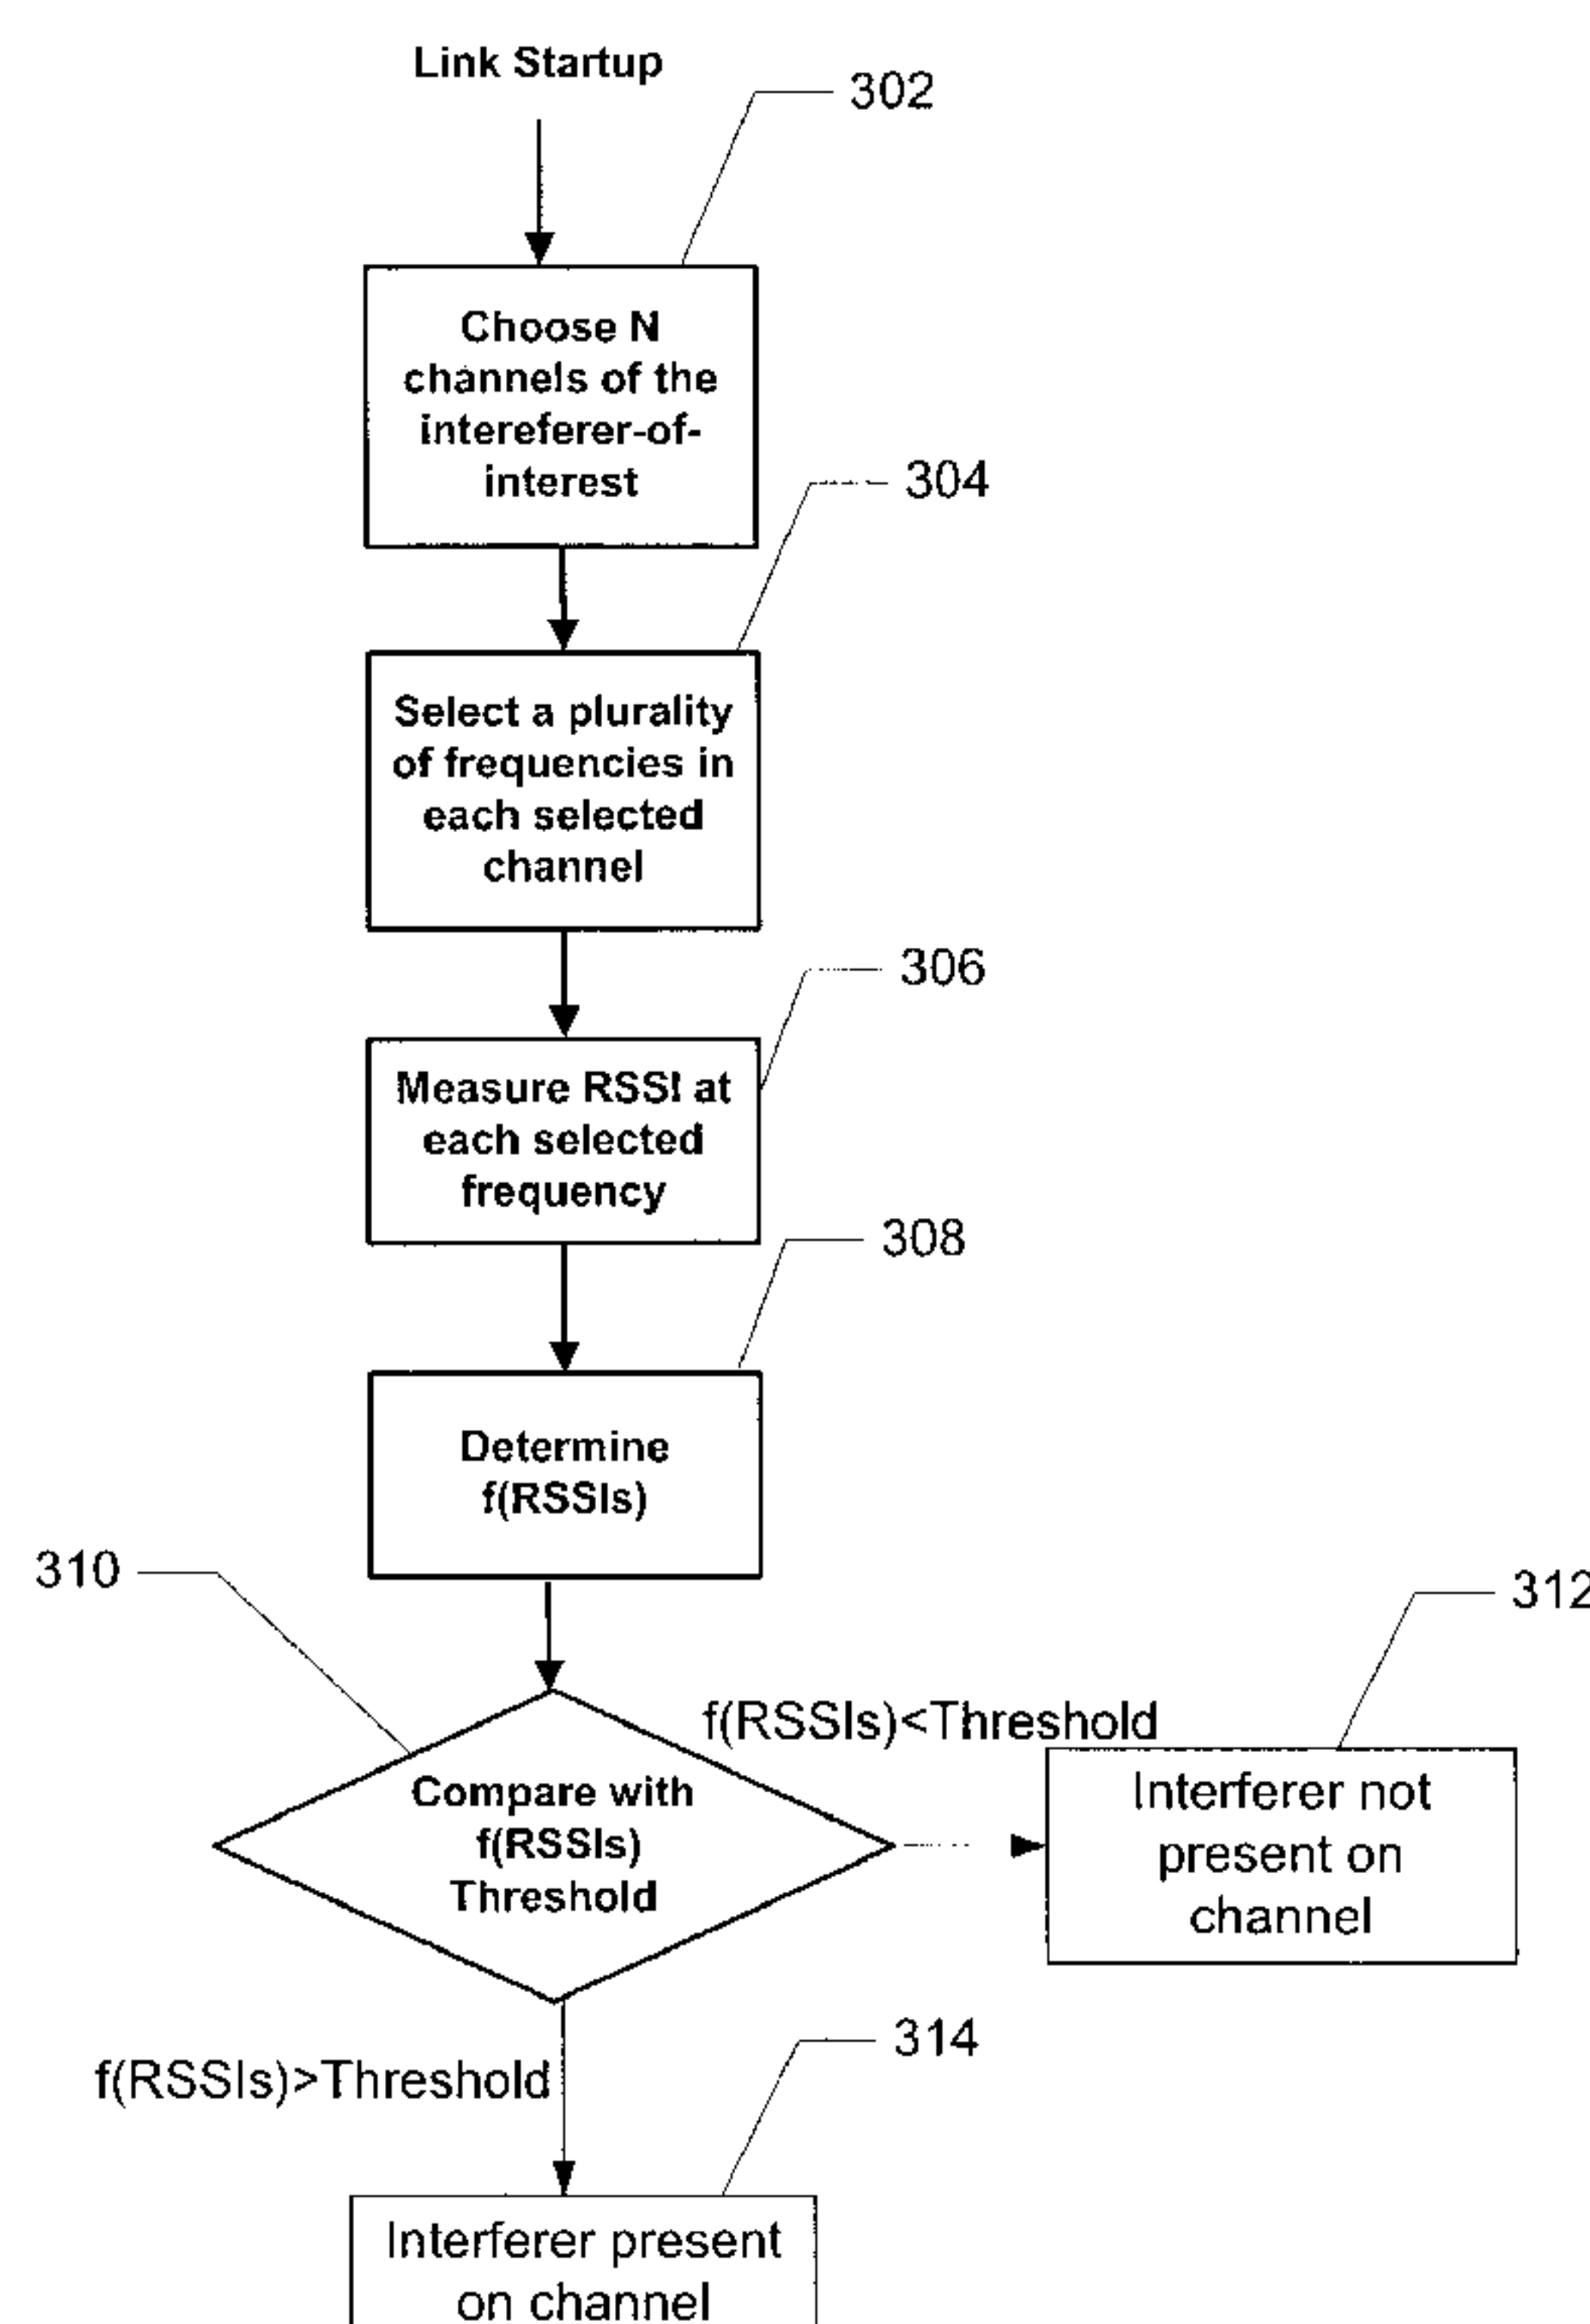 Link Startup
302
Choose N
channels of the
intereferer-of-
interest
304
Select a plurality
of frequencies in
each selected
channel
306
Measure RSSI at
each selected
frequency
308
Determine
f(RSSIs)
310
312
f(RSSIs)<Threshold
Compare with
f(RSSIs)
Threshold
Interferer not
present on
channel
314
f(RSSIs)>Threshold
Interferer present
on channel